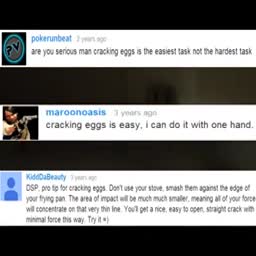 pokerunbeat 2 years ago
are you serious man cracking eggs is the easiest task not the hardest task
maroonoasis 3 years ago
cracking eggs is easy, i can do it with one hand.
KiddDaBeauty 3 years ago
DSP, pro tip for cracking eggs. Don't use your stove, smash them against the edge of
your frying pan. The area of impact will be much much smaller, meaning all of your force
will concentrate on that very thin line. You'll get a nice, easy to open, straight crack with
minimal force this way. Try it =)